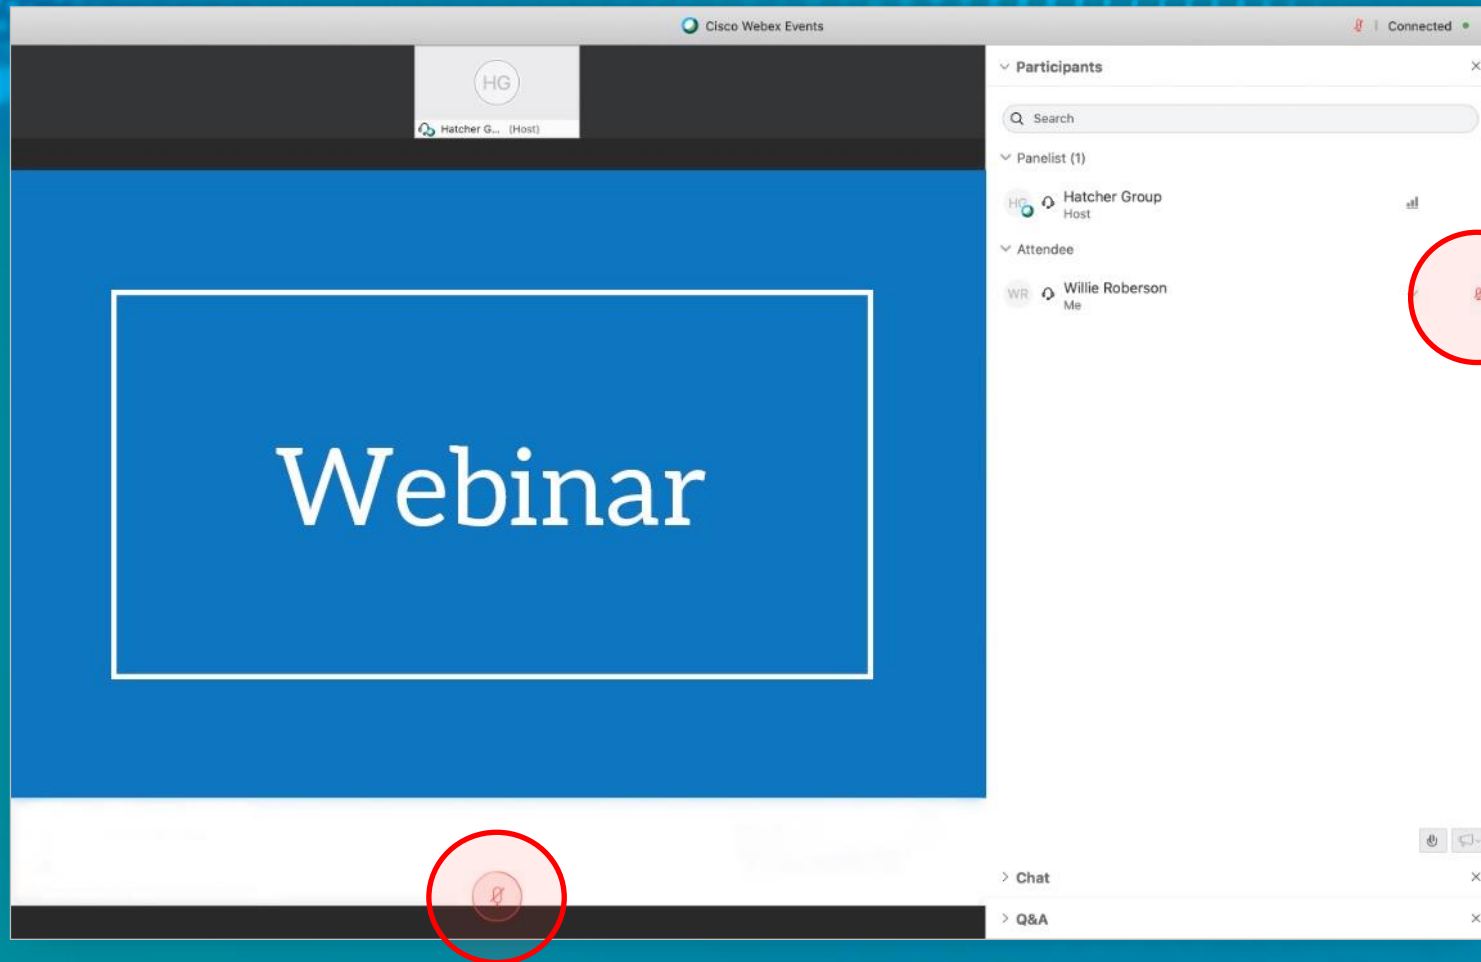 Cisco Webex Events
Connected
HG
Hatcher G... (Host)
Webinar
Participants
Search
Panelist (1)
HG Hatcher Group
Host
Attendee
WR Willie Roberson
Me
Chat
Q&A